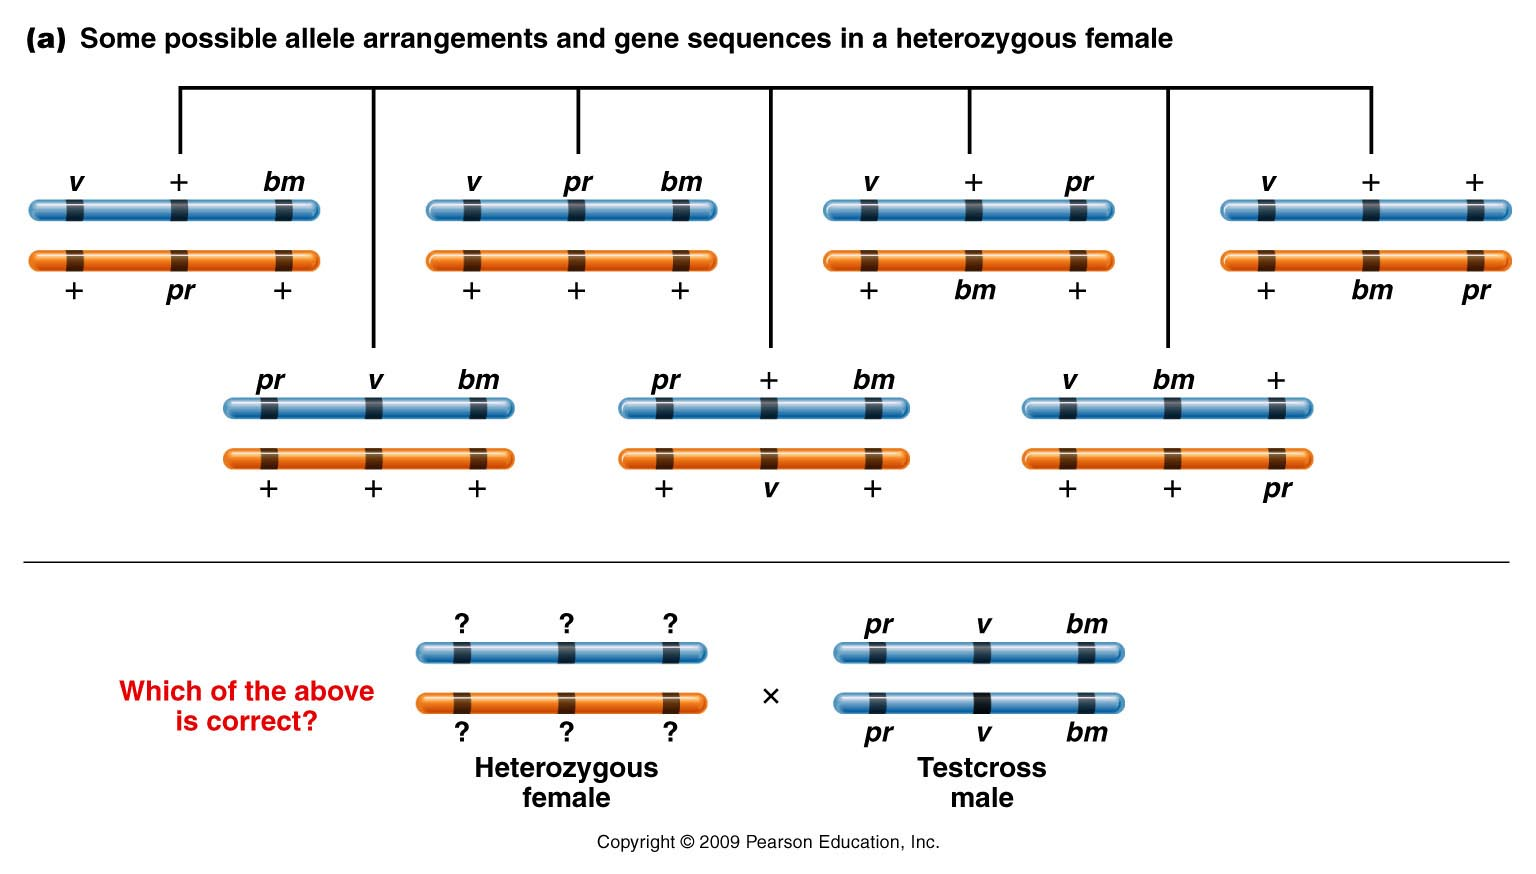 (a) Some possible allele arrangements and gene sequences in a heterozygous female
v + bm v pr bm v + pr v + +
+ pr + + + + + bm + + bm pr
pr v bm pr + bm v bm +
+ + + + v + + + pr
? ? ? pr v bm
Which of the above
is correct?
×
? ? ? pr v bm
Heterozygous
female
Testcross
male
Copyright © 2009 Pearson Education, Inc.